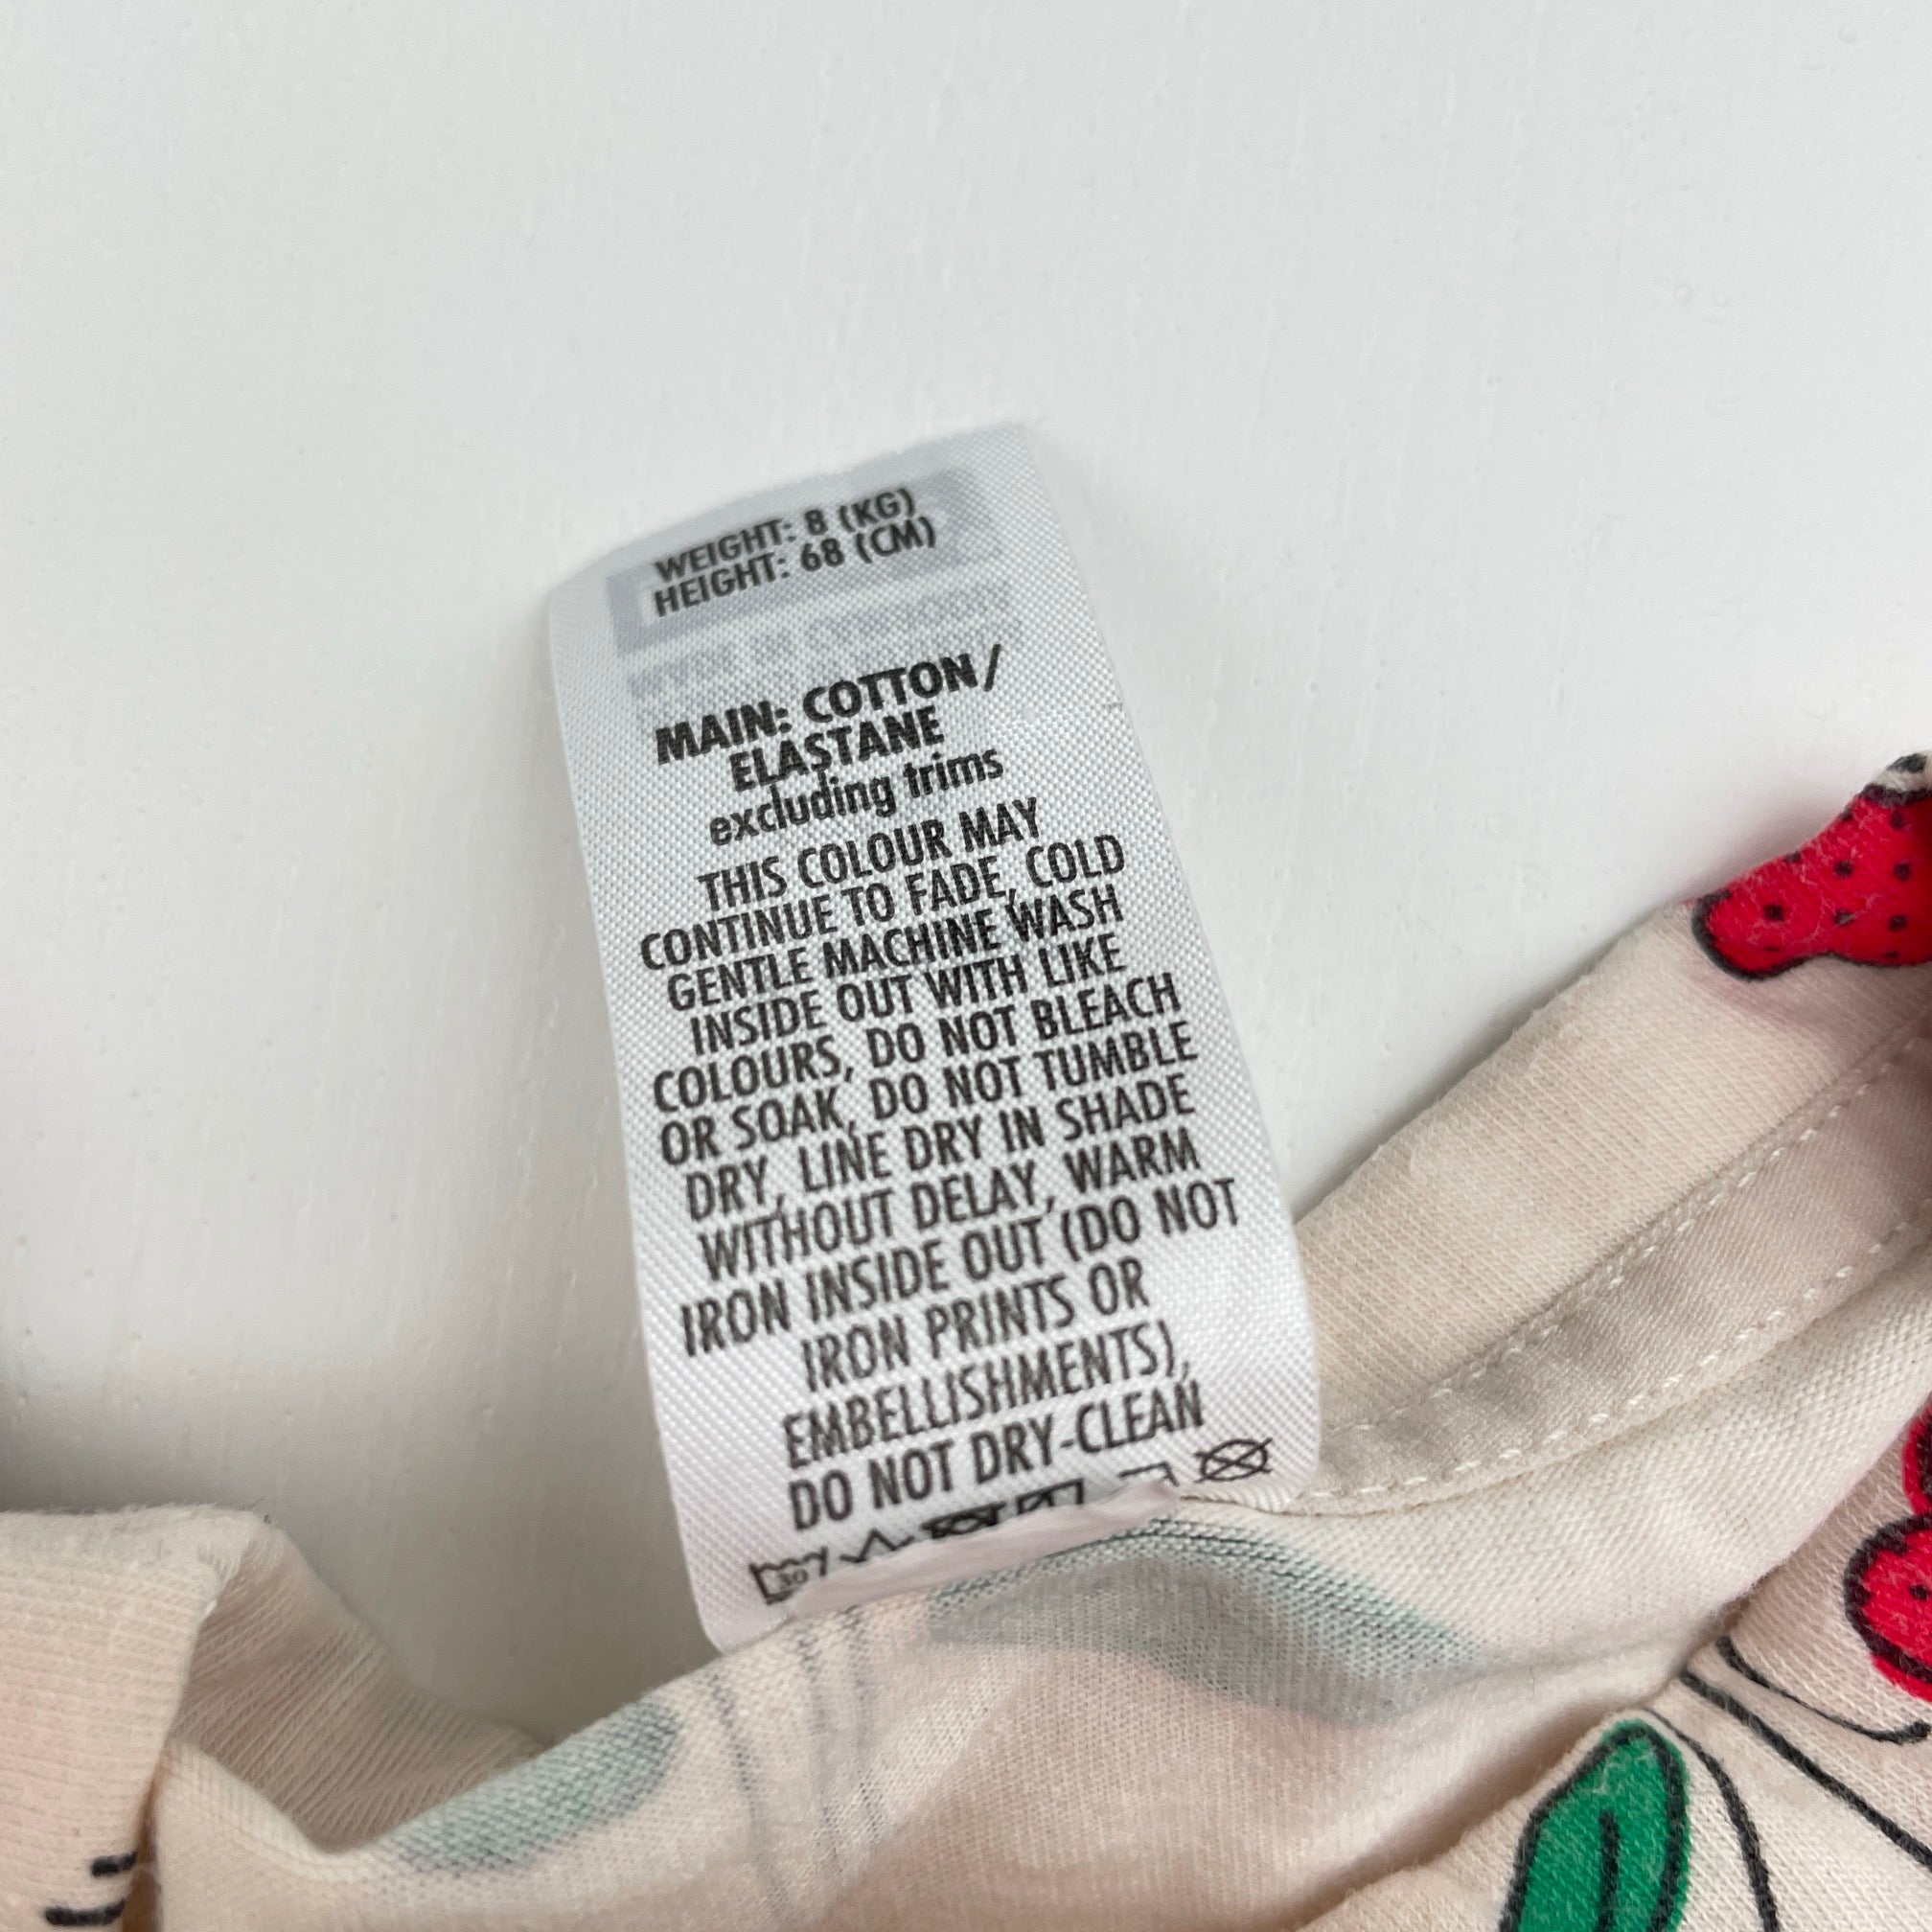 WEIGHT: 8 (KG)
HEIGHT: 68 (CM)
MAIN: COTTON/
ELASTANE
excluding trims
THIS COLOUR MAY
CONTINUE TO FADE, COLD
GENTLE MACHINE WASH
INSIDE OUT WITH LIKE
COLOURS, DO NOT BLEACH
OR SOAK, DO NOT TUMBLE
DRY, LINE DRY IN SHADE
WITHOUT DELAY, WARM
IRON INSIDE OUT (DO NOT
IRON PRINTS OR
EMBELLISHMENTS),
DO NOT DRY-CLEAN
30